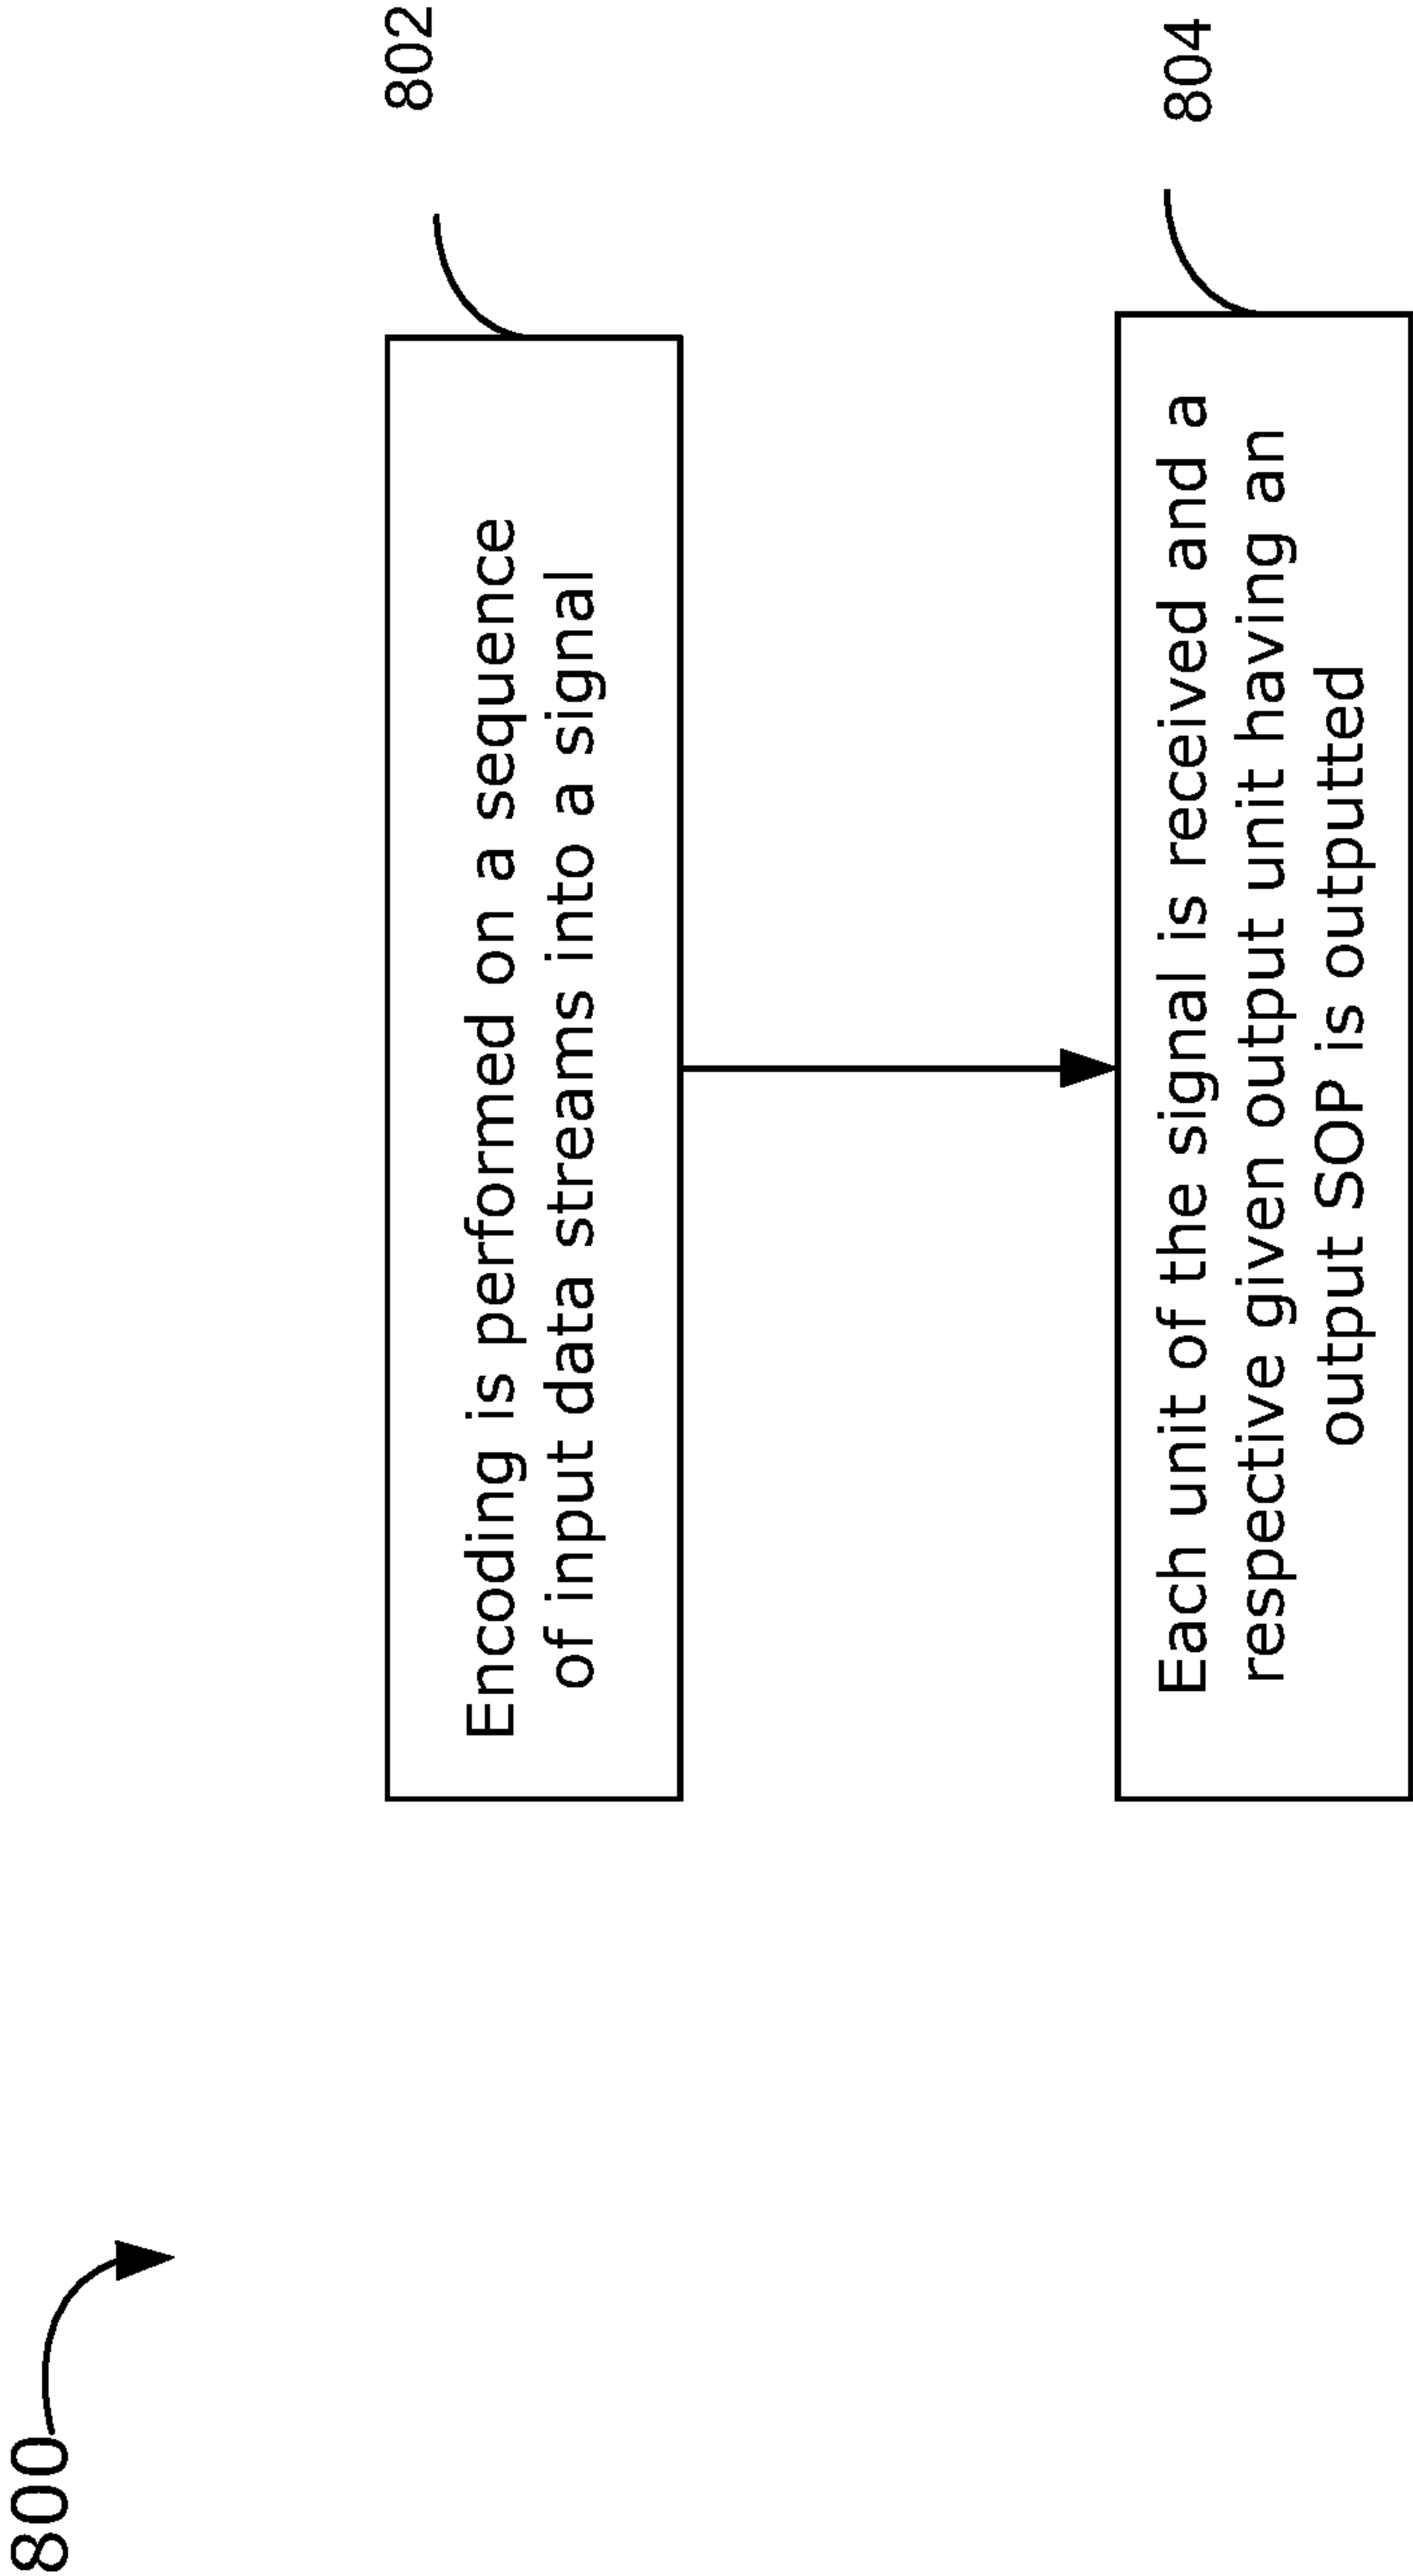 800
802
Encoding is performed on a sequence
of input data streams into a signal
804
Each unit of the signal is received and a
respective given output unit having an
output SOP is outputted